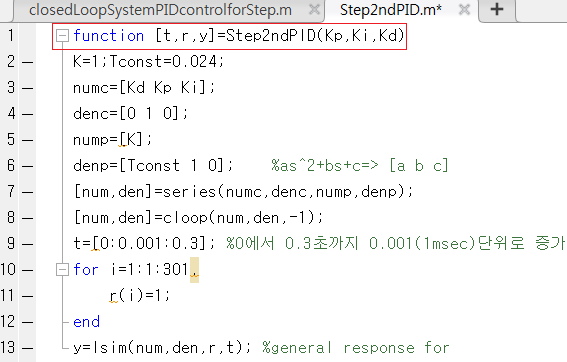 closedLoopSystemPIDcontrolforStep.m × Step2ndPID.m* × +
1 function [t,r,y]=Step2ndPID(Kp,Ki,Kd)
2 — K=1;Tconst=0.024;
3 — numc=[Kd Kp Ki];
4 — denc=[0 1 0];
5 — nump=[K];
6 — denp=[Tconst 1 0]; %as^2+bs+c=> [a b c]
7 — [num,den]=series(numc,denc,nump,denp);
8 — [num,den]=cloop(num,den,-1);
9 — t=[0:0.001:0.3]; %0에서 0.3초까지 0.001(1msec)단위로 증가
10 — for i=1:1:301,
11 — r(i)=1;
12 — end
13 — y=lsim(num,den,r,t); %general response for